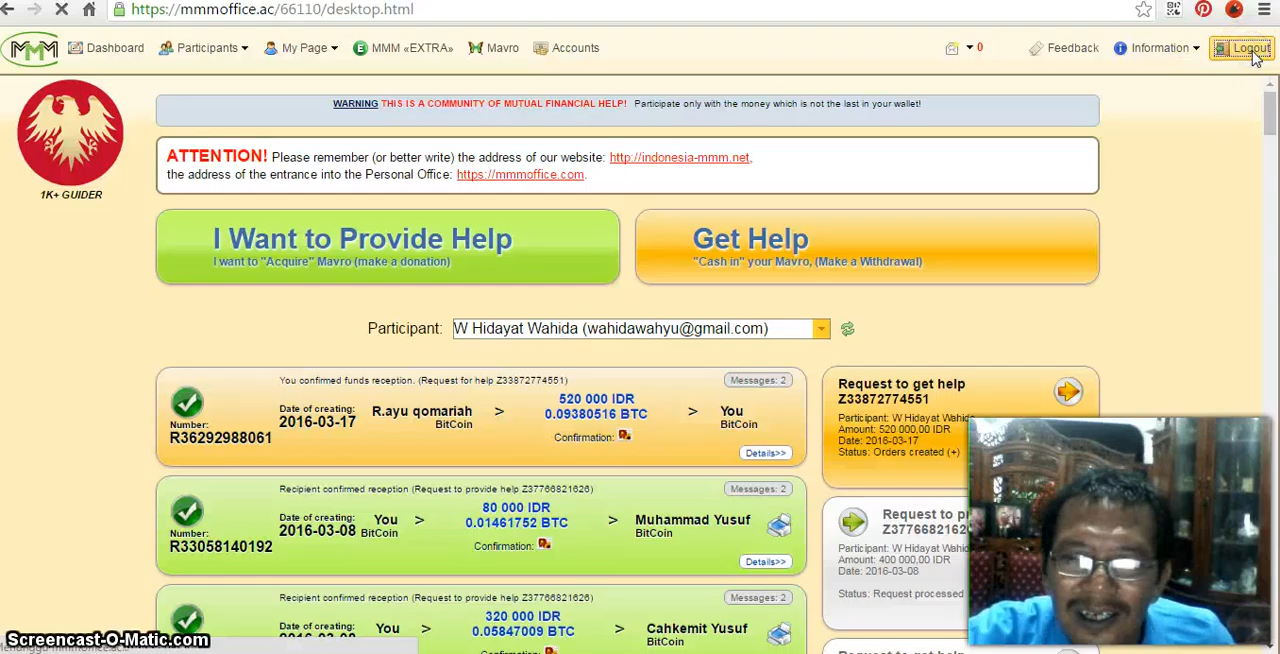 https://mmmoffice.ac/66110/desktop.html
MMM Dashboard Participants My Page MMM «EXTRA» Mavro Accounts 0 Feedback Information Logout
WARNING THIS IS A COMMUNITY OF MUTUAL FINANCIAL HELP! Participate only with the money which is not the last in your wallet!
1K+ GUIDER
ATTENTION! Please remember (or better write) the address of our website: http://indonesia-mmm.net,
the address of the entrance into the Personal Office: https://mmmoffice.com.
I Want to Provide Help
I want to "Acquire" Mavro (make a donation)
Get Help
"Cash in" your Mavro, (Make a Withdrawal)
Participant: W Hidayat Wahida (wahidawahyu@gmail.com)
You confirmed funds reception. (Request for help Z33872774551)
Messages: 2
Number:
R36292988061
Date of creating:
2016-03-17
R.ayu qomariah
BitCoin
>
520 000 IDR
0.09380516 BTC
>
You
BitCoin
Confirmation:
Details>>
Recipient confirmed reception (Request to provide help Z37766821626)
Messages: 2
Number:
R33058140192
Date of creating:
2016-03-08
You
BitCoin
>
80 000 IDR
0.01461752 BTC
>
Muhammad Yusuf
BitCoin
Confirmation:
Details>>
Recipient confirmed reception (Request to provide help Z37766821626)
Messages: 2
Date of creating:
2016-03-08
You
>
320 000 IDR
0.05847009 BTC
>
Cahkemit Yusuf
BitCoin
Request to get help
Z33872774551
Participant: W Hidayat Wahida
Amount: 520 000,00 IDR
Date: 2016-03-17
Status: Orders created (+)
Request to p
Z3776682162
Participant: W Hidayat Wahid
Amount: 400 000,00 IDR
Date: 2016-03-08
Status: Request processed
Screencast-O-Matic.com